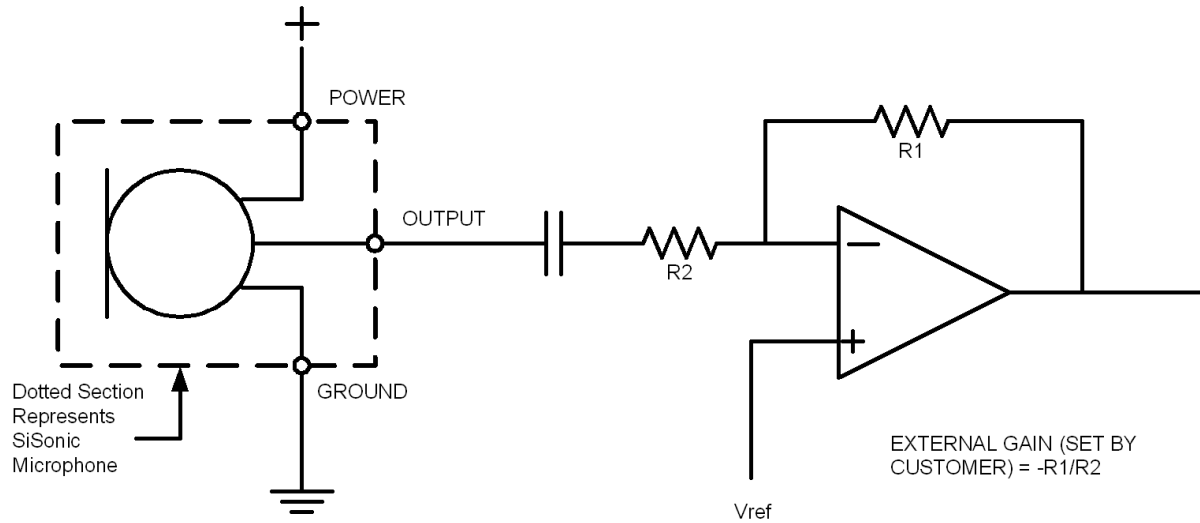 POWER
R1
OUTPUT
R2
Dotted Section
Represents
SiSonic
Microphone
GROUND
EXTERNAL GAIN (SET BY
CUSTOMER) = -R1/R2
Vref